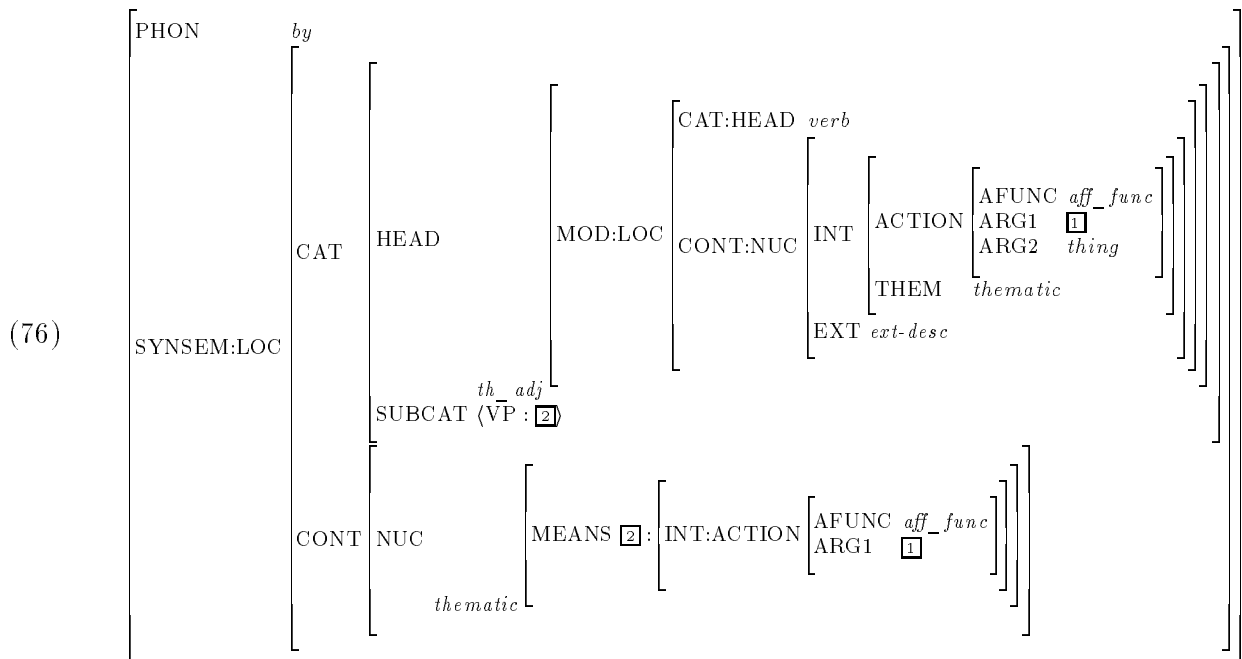 PHON by
CAT:HEAD verb
AFUNC aff_func
ACTION ARG1 1
ARG2 thing
CAT HEAD MOD:LOC CONT:NUC INT
THEM thematic
(76) SYNSEM:LOC EXT ext-desc
th_adj
SUBCAT ⟨VP : 2⟩
AFUNC aff_func
CONT NUC MEANS 2 : INT:ACTION ARG1 1
thematic